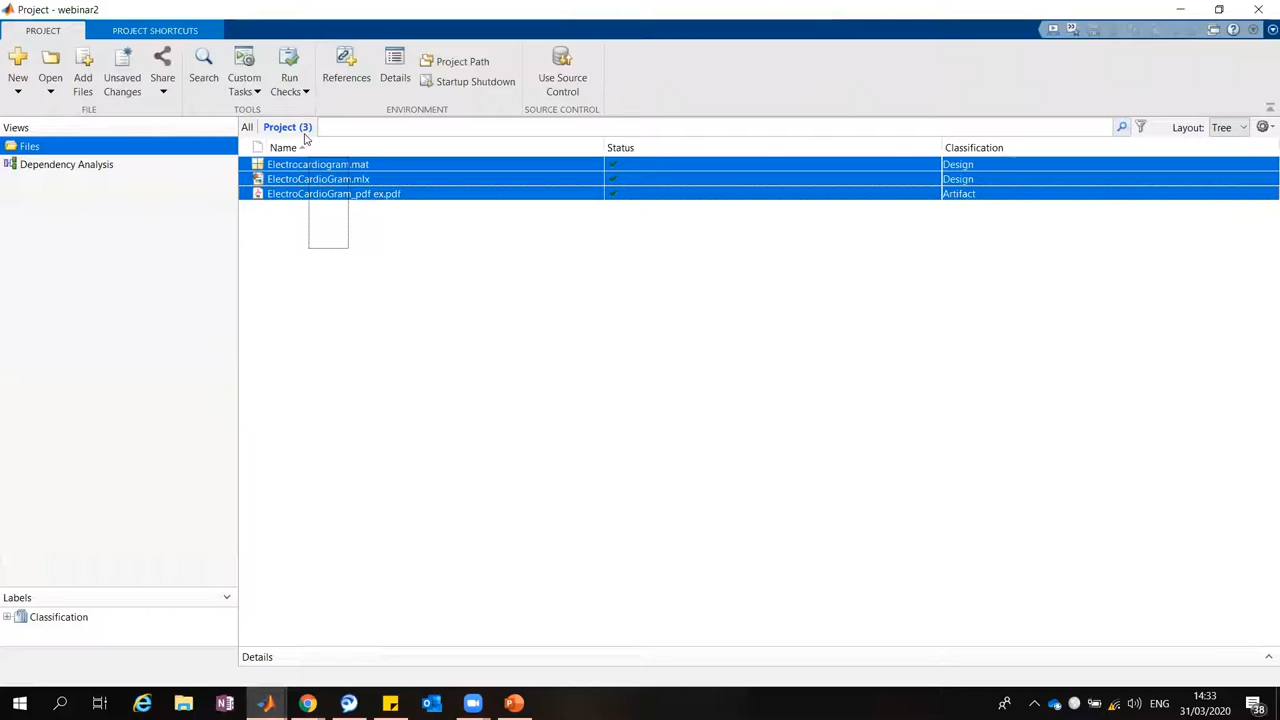 Project - webinar2
PROJECT
PROJECT SHORTCUTS
New
Open
Add Files
Unsaved Changes
Share
Search
Custom Tasks
Run Checks
References
Details
Project Path
Startup Shutdown
Use Source Control
FILE
TOOLS
ENVIRONMENT
SOURCE CONTROL
Views
Files
Dependency Analysis
All
Project (3)
Layout:
Tree
Name
Status
Classification
Electrocardiogram.mat
Design
ElectroCardioGram.mlx
Design
ElectroCardioGram_pdf ex.pdf
Artifact
Labels
Classification
Details
ENG
14:33
31/03/2020
38